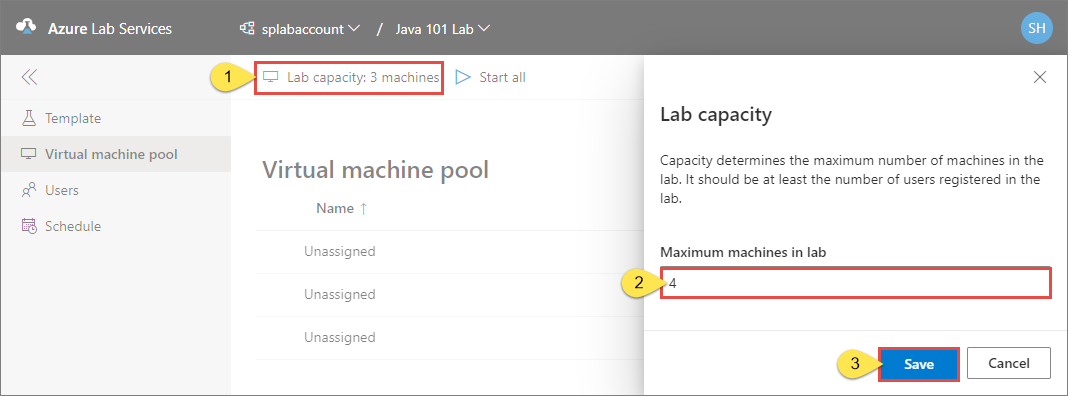 Azure Lab Services
splabaccount / Java 101 Lab
SH
1
Lab capacity: 3 machines
Start all
Template
Virtual machine pool
Users
Schedule
Virtual machine pool
Name ↑
Unassigned
Unassigned
Unassigned
Lab capacity
Capacity determines the maximum number of machines in the
lab. It should be at least the number of users registered in the
lab.
Maximum machines in lab
2
4
3
Save
Cancel